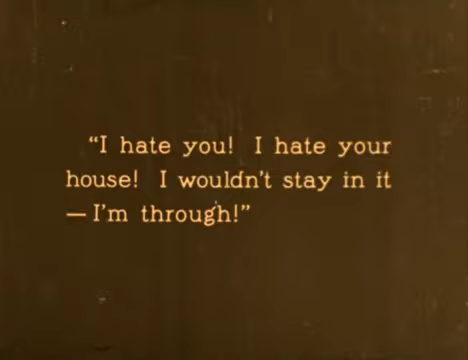 “I hate you!  I hate your
house!  I wouldn't stay in it
— I'm through!”